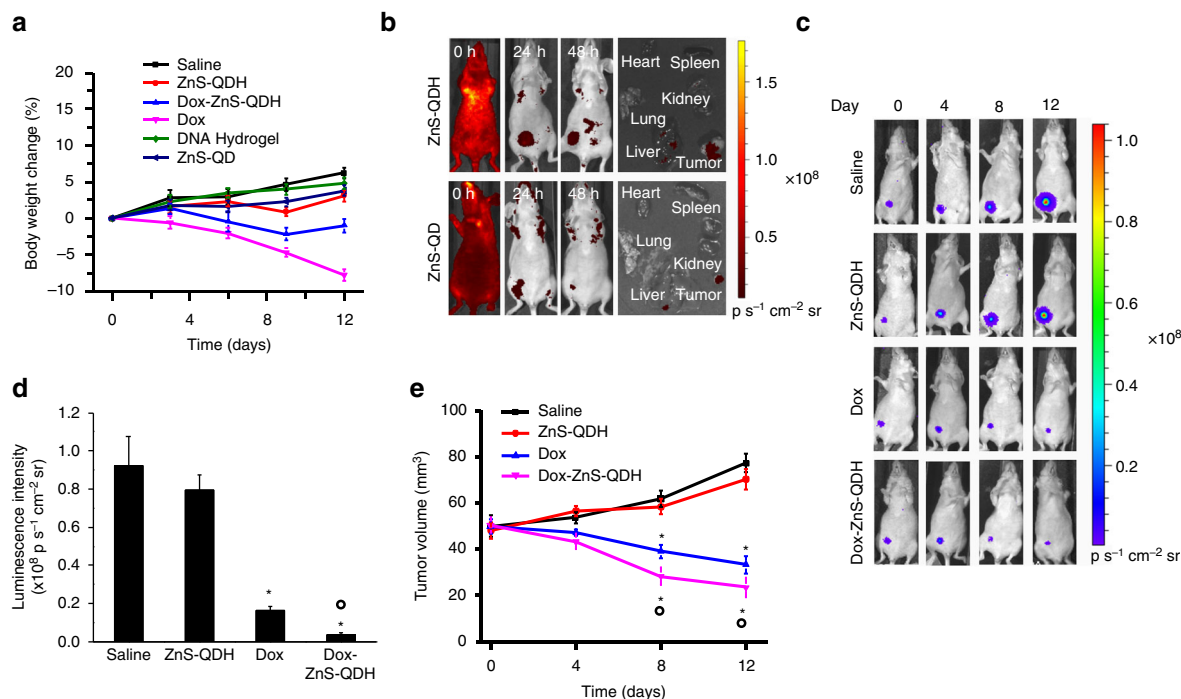 a
Body weight change (%)
20
15
10
5
0
−5
−10
0
4
8
12
Time (days)
Saline
ZnS-QDH
Dox-ZnS-QDH
Dox
DNA Hydrogel
ZnS-QD
b
0 h
24 h
48 h
ZnS-QDH
Heart
Spleen
Kidney
Lung
Liver
Tumor
ZnS-QD
Heart
Spleen
Lung
Kidney
Liver
Tumor
1.5
1.0
0.5
×10⁸
p s⁻¹ cm⁻² sr
c
Day
0
4
8
12
Saline
ZnS-QDH
Dox
Dox-ZnS-QDH
1.0
0.8
0.6
0.4
0.2
×10⁸
p s⁻¹ cm⁻² sr
d
Luminescence intensity
(x10⁸ p s⁻¹ cm⁻² sr)
1.2
1.0
0.8
0.6
0.4
0.2
0.0
*
*
Saline
ZnS-QDH
Dox
Dox-
ZnS-QDH
e
Tumor volume (mm³)
100
80
60
40
20
0
Saline
ZnS-QDH
Dox
Dox-ZnS-QDH
*
*
*
*
0
4
8
12
Time (days)